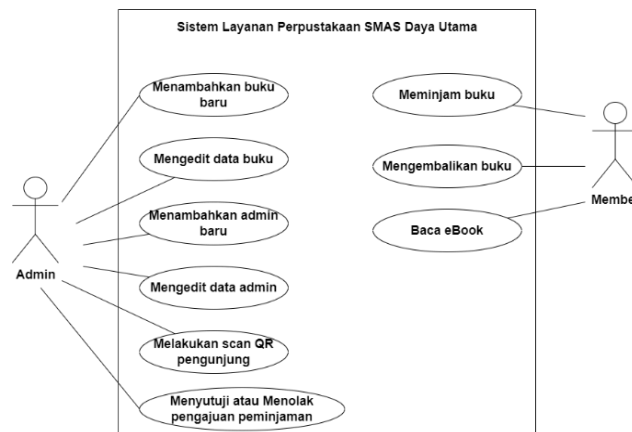 Sistem Layanan Perpustakaan SMAS Daya Utama
Menambahkan buku
baru
Mengedit data buku
Menambahkan admin
baru
Mengedit data admin
Melakukan scan QR
pengunjung
Menyutuji atau Menolak
pengajuan peminjaman
Admin
Meminjam buku
Mengembalikan buku
Baca eBook
Membe